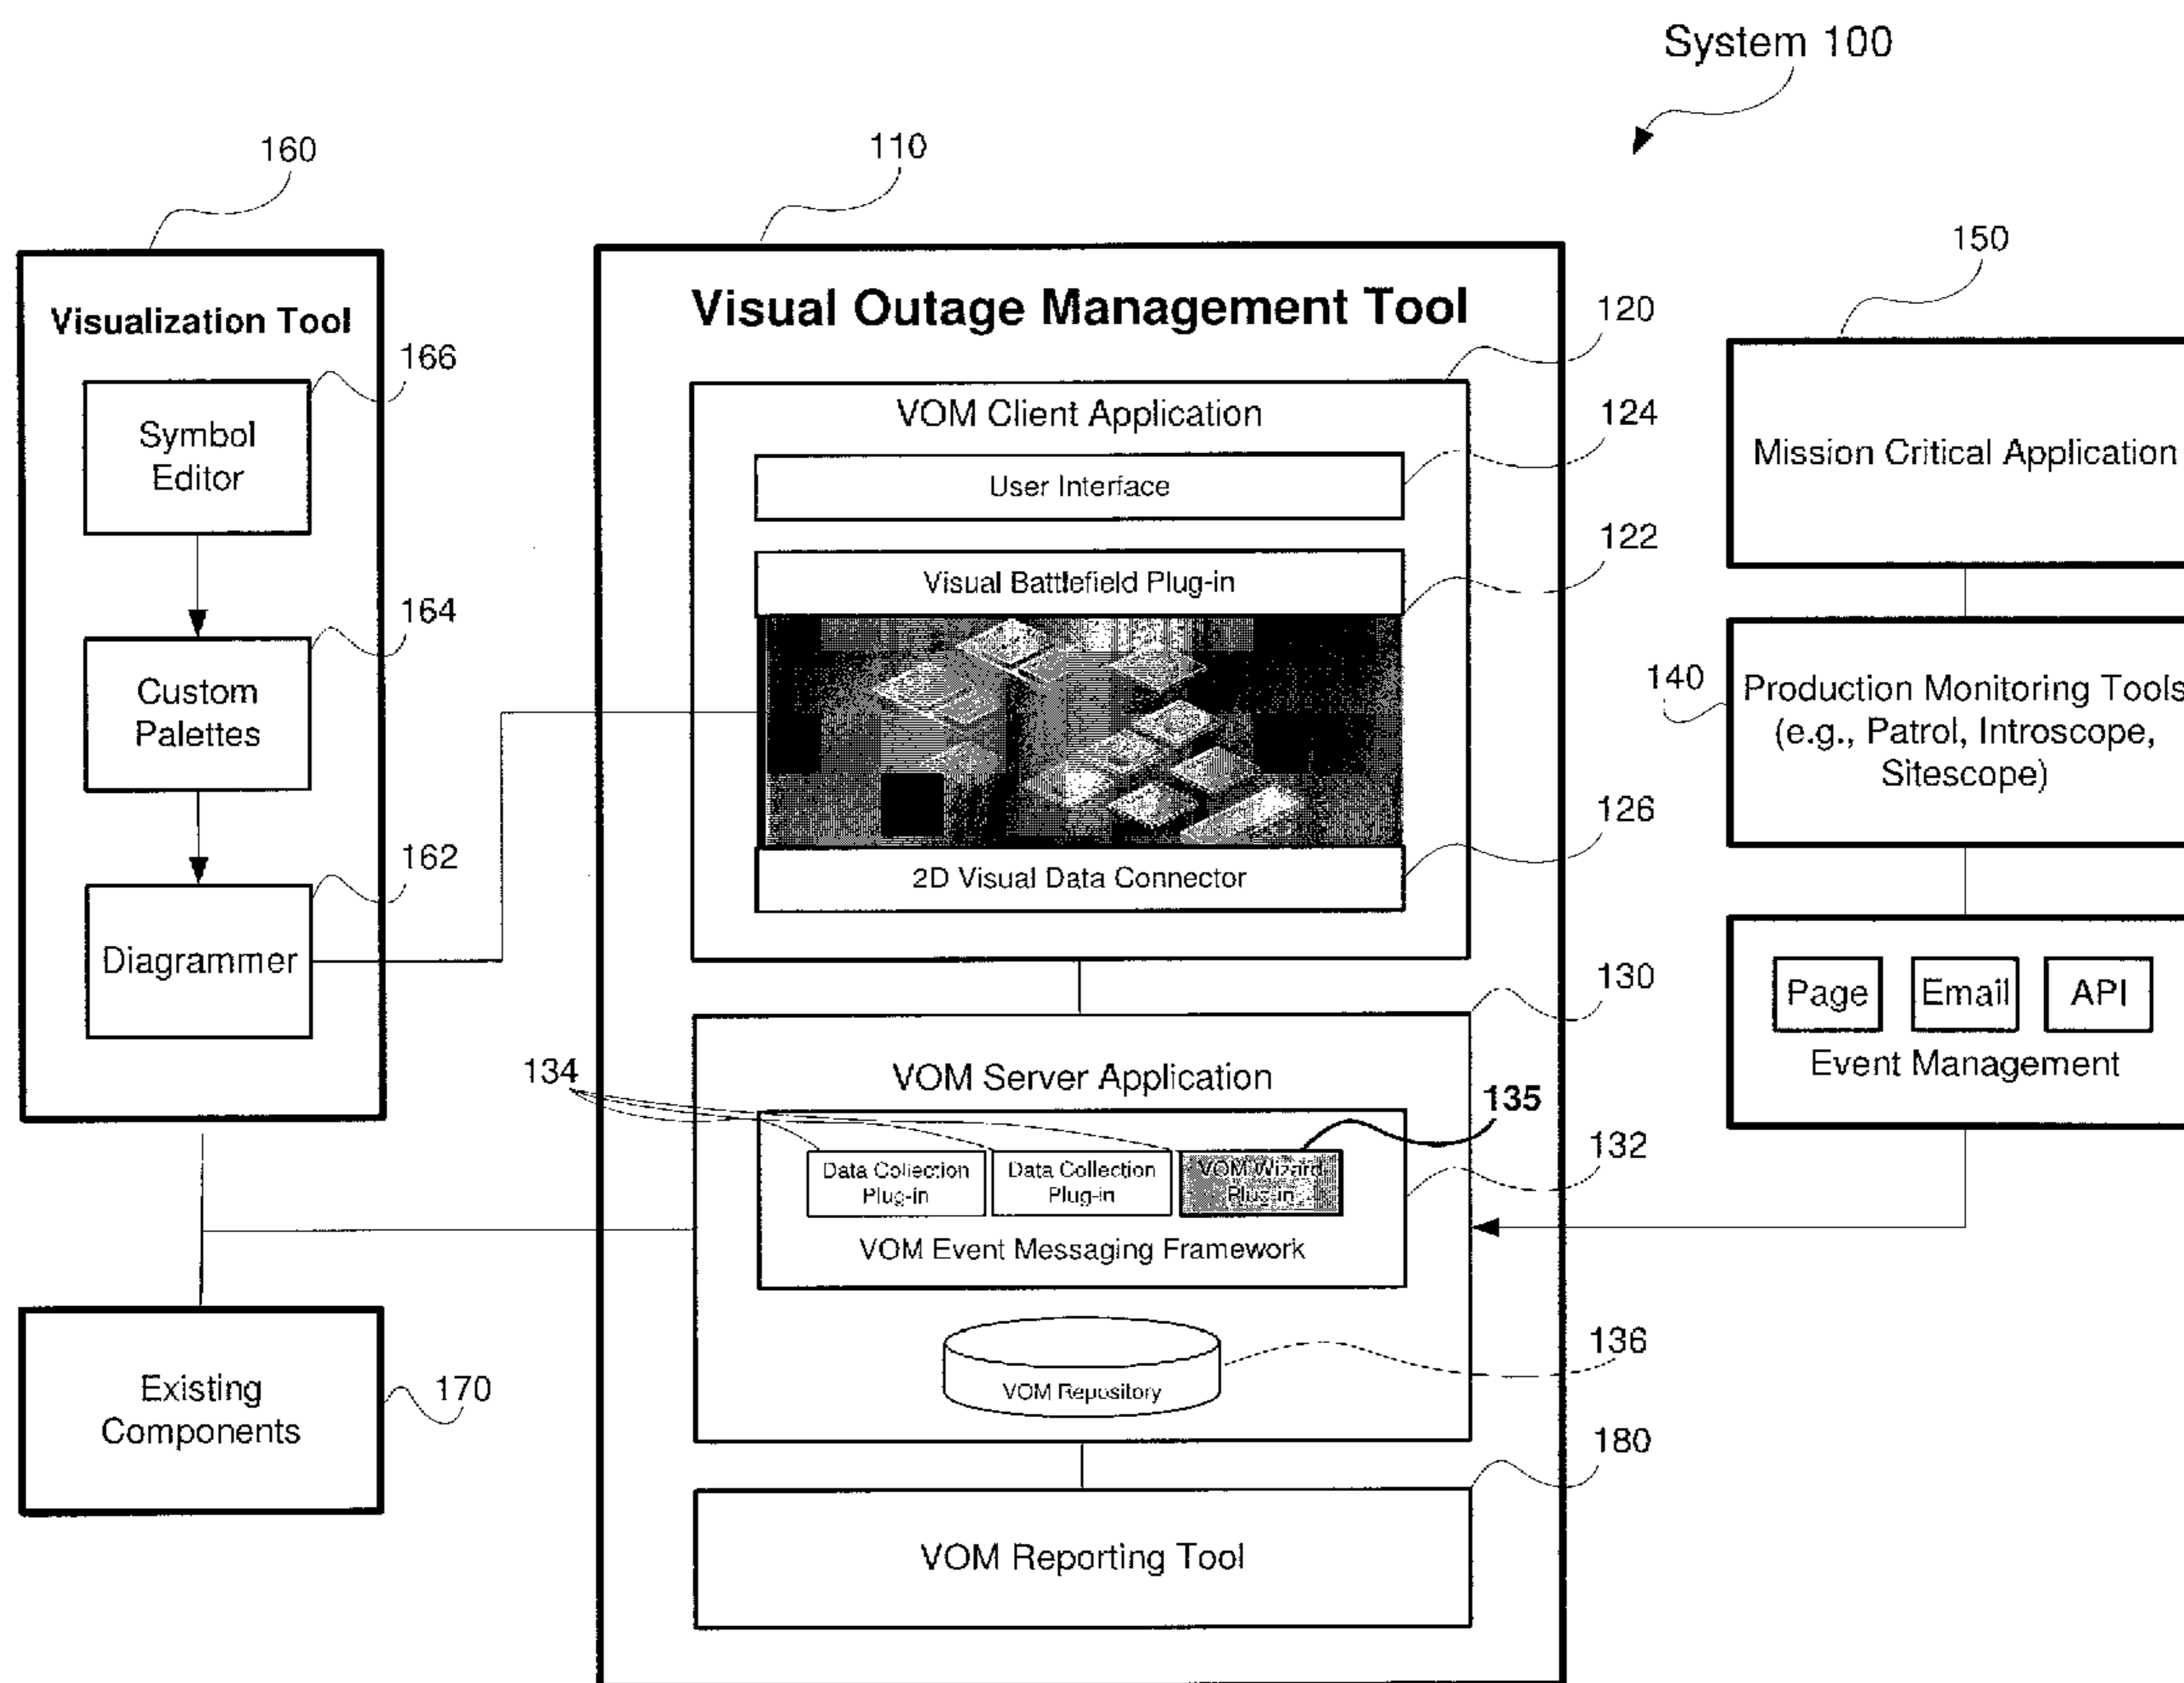 System 100
160
110
150
Visualization Tool
166
Symbol
Editor
164
Custom
Palettes
162
Diagrammer
Visual Outage Management Tool
120
VOM Client Application
124
User Interface
122
Visual Battlefield Plug-in
126
2D Visual Data Connector
130
VOM Server Application
134
135
132
Data Collection
Plug-in
Data Collection
Plug-in
VOM Wizard
Plug-in
VOM Event Messaging Framework
136
VOM Repository
180
VOM Reporting Tool
Existing
Components
170
Mission Critical Application
140
Production Monitoring Tools
(e.g., Patrol, Introscope,
Sitescope)
Page
Email
API
Event Management